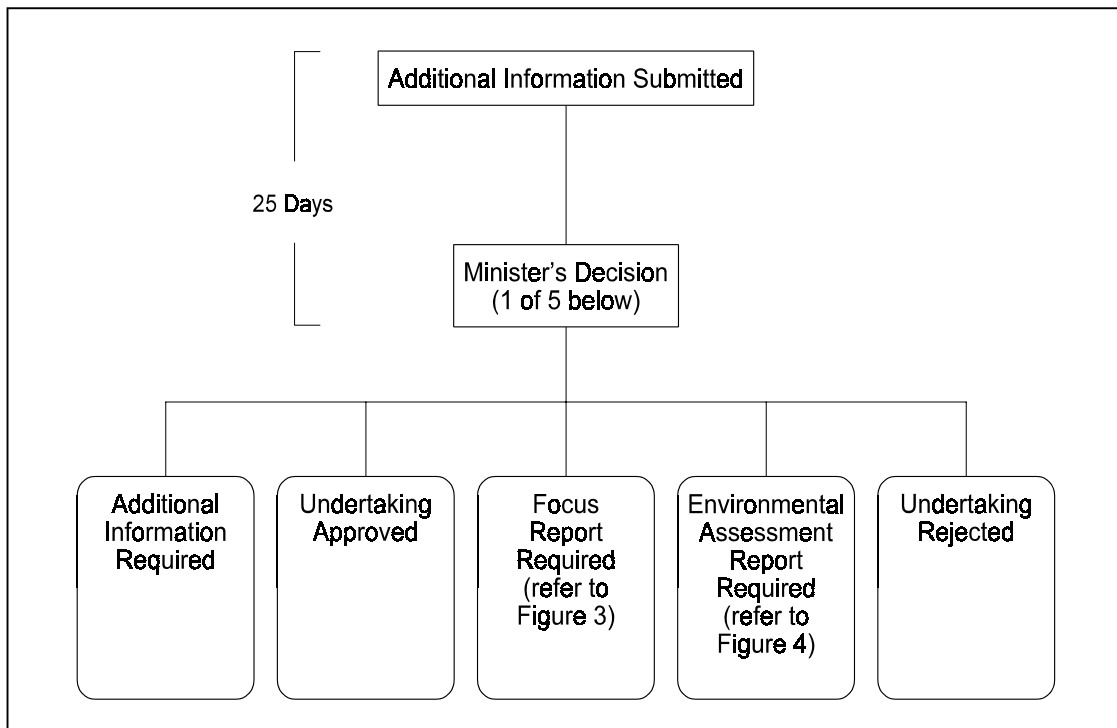 Additional Information Submitted
25 Days
Minister's Decision
(1 of 5 below)
Additional
Information
Required
Undertaking
Approved
Focus
Report
Required
(refer to
Figure 3)
Environmental
Assessment
Report
Required
(refer to
Figure 4)
Undertaking
Rejected